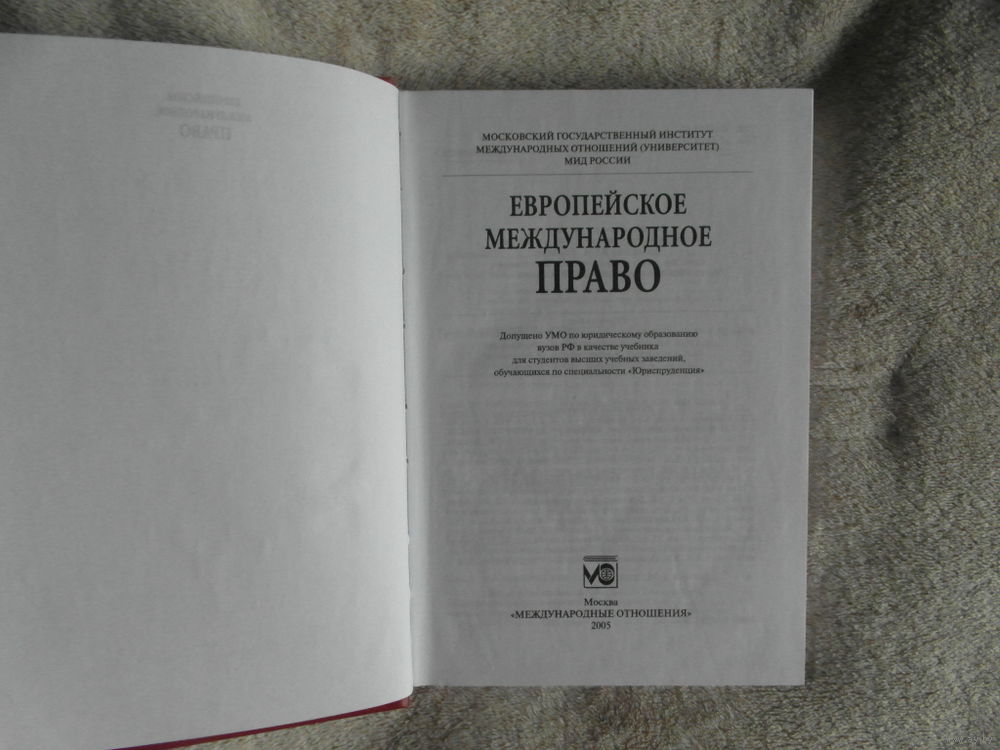 МОСКОВСКИЙ ГОСУДАРСТВЕННЫЙ ИНСТИТУТ
МЕЖДУНАРОДНЫХ ОТНОШЕНИЙ (УНИВЕРСИТЕТ)
МИД РОССИИ
ЕВРОПЕЙСКОЕ
МЕЖДУНАРОДНОЕ
ПРАВО
Допущено УМО по юридическому образованию
вузов РФ в качестве учебника
для студентов высших учебных заведений,
обучающихся по специальности «Юриспруденция»
МО
Москва
«МЕЖДУНАРОДНЫЕ ОТНОШЕНИЯ»
2005